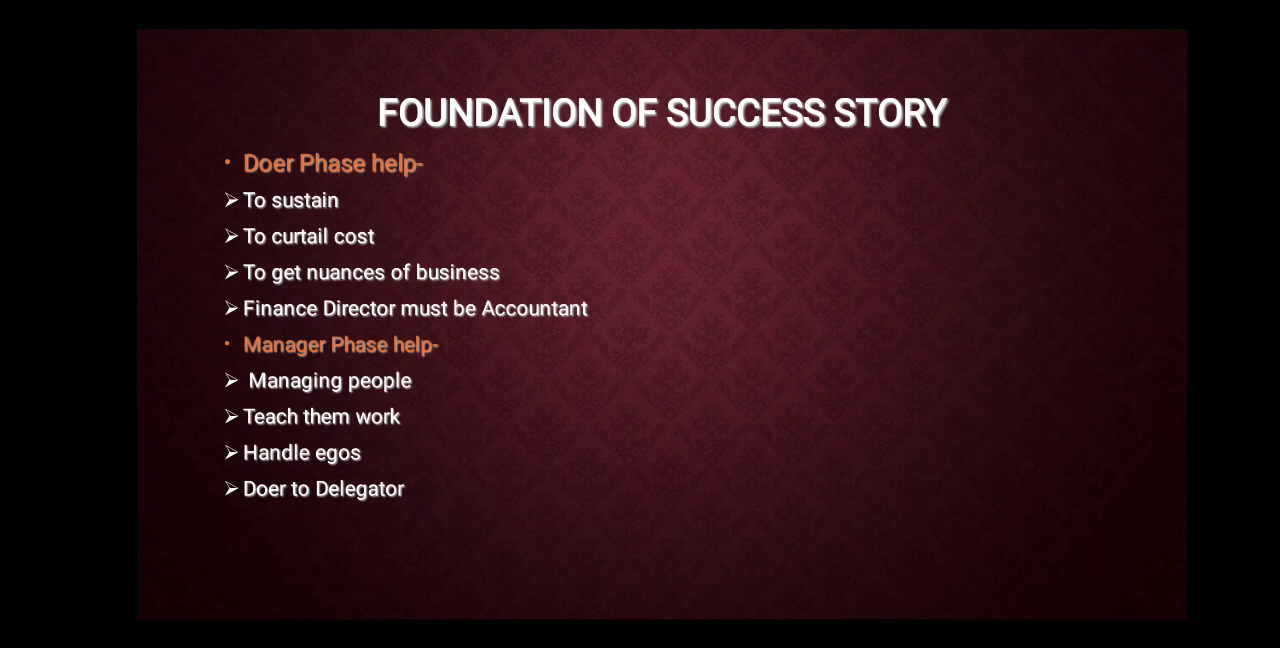 FOUNDATION OF SUCCESS STORY
• Doer Phase help-
➢ To sustain
➢ To curtail cost
➢ To get nuances of business
➢ Finance Director must be Accountant
• Manager Phase help-
➢ Managing people
➢ Teach them work
➢ Handle egos
➢ Doer to Delegator